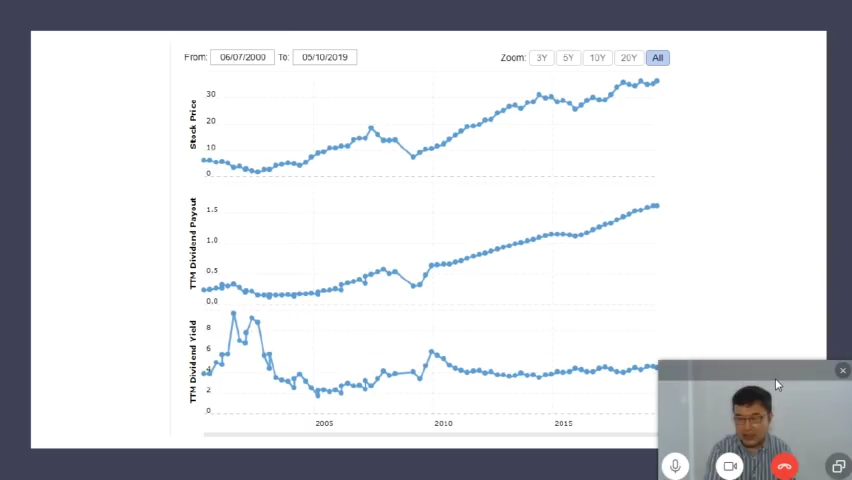 From: 06/07/2000 To: 05/10/2019 Zoom: 3Y 5Y 10Y 20Y All
Stock Price
30
20
10
0
TTM Dividend Payout
1.5
1.0
0.5
0.0
TTM Dividend Yield
8
6
4
2
0
2005 2010 2015